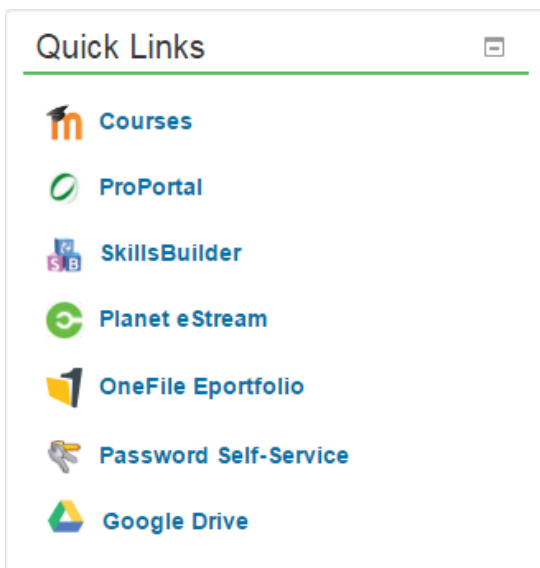 Quick Links
Courses
ProPortal
SkillsBuilder
Planet eStream
OneFile Eportfolio
Password Self-Service
Google Drive